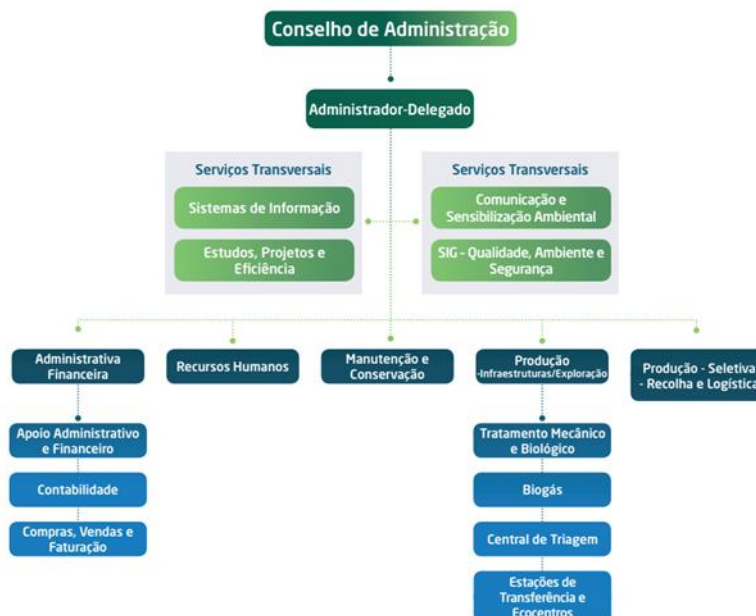 Conselho de Administração
Administrador-Delegado
Serviços Transversais
Sistemas de Informação
Estudos, Projetos e
Eficiência
Serviços Transversais
Comunicação e
Sensibilização Ambiental
SIG - Qualidade, Ambiente e
Segurança
Administrativa
Financeira
Recursos Humanos
Manutenção e
Conservação
Produção
-Infraestruturas/Exploração
Produção - Seletiva
- Recolha e Logística
Apoio Administrativo
e Financeiro
Contabilidade
Compras, Vendas e
Faturação
Tratamento Mecânico
e Biológico
Biogás
Central de Triagem
Estações de
Transferência e
Ecocentros